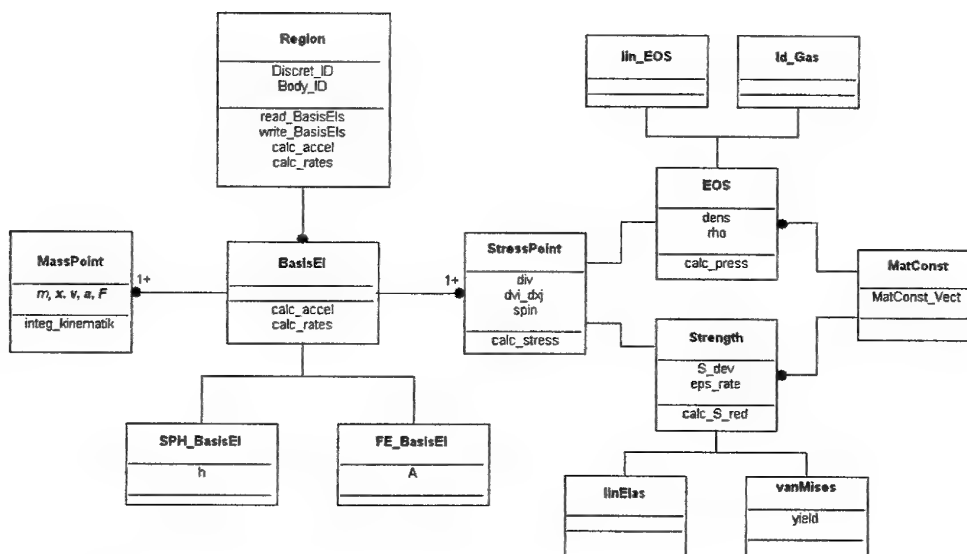 Region
Discret_ID
Body_ID
read_BasisEls
write_BasisEls
calc_accel
calc_rates
lin_EOS
Id_Gas
EOS
dens
rho
calc_press
MassPoint
m, x, v, a, F
integ_kinematik
1+
BasisEl
calc_accel
calc_rates
1+
StressPoint
div
dvi_dxj
spin
calc_stress
MatConst
MatConst_Vect
Strength
S_dev
eps_rate
calc_S_red
SPH_BasisEl
h
FE_BasisEl
A
linElas
vanMises
yield